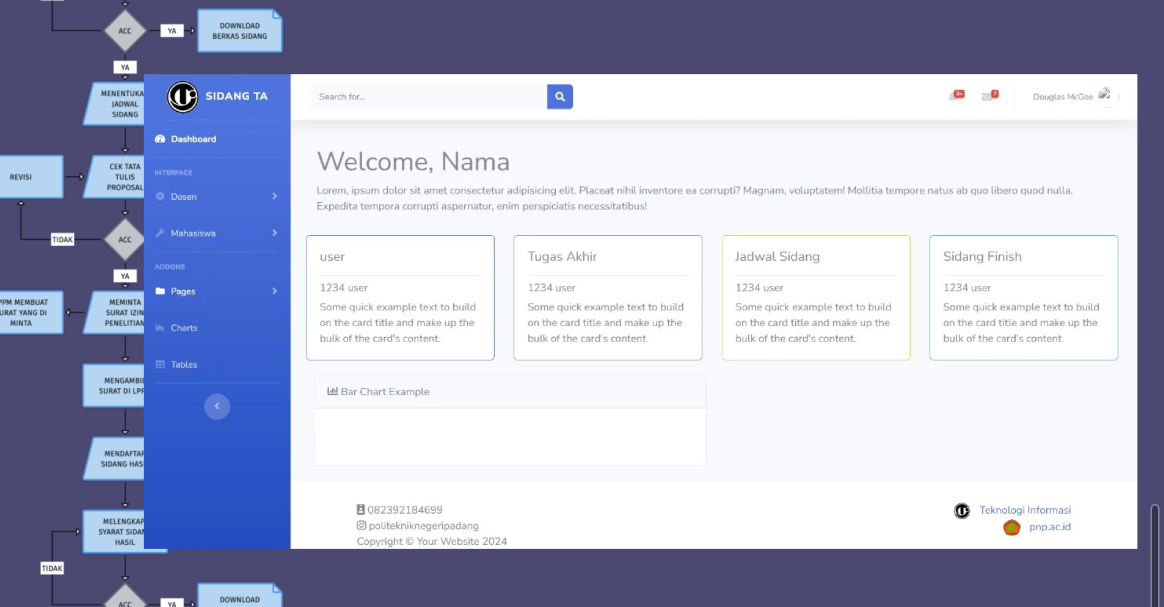 ACC
YA
DOWNLOAD
BERKAS SIDANG
YA
MENENTUKA
JADWAL
SIDANG
REVISI
CEK TATA
TULIS
PROPOSAL
TIDAK
ACC
YA
PPM MEMBUAT
URAT YANG DI
MINTA
MEMINTA
SURAT IZIN
PENELITIAN
MENGAMBIL
SURAT DI LPP
MENDAFTAR
SIDANG HAS
MELENGKAP
SYARAT SIDAN
HASIL
TIDAK
ACC
YA
DOWNLOAD
SIDANG TA
Dashboard
INTERFACE
Dosen
Mahasiswa
ADDONS
Pages
Charts
Tables
Search for...
Douglas McGee
Welcome, Nama
Lorem, ipsum dolor sit amet consectetur adipisicing elit. Placeat nihil inventore ea corrupti? Magnam, voluptatem! Mollitia tempore natus ab quo libero quod nulla.
Expedita tempora corrupti aspernatur, enim perspiciatis necessitatibus!
user
1234 user
Some quick example text to build
on the card title and make up the
bulk of the card's content.
Tugas Akhir
1234 user
Some quick example text to build
on the card title and make up the
bulk of the card's content.
Jadwal Sidang
1234 user
Some quick example text to build
on the card title and make up the
bulk of the card's content.
Sidang Finish
1234 user
Some quick example text to build
on the card title and make up the
bulk of the card's content.
Bar Chart Example
082392184699
politekniknegeripadang
Copyright © Your Website 2024
Teknologi Informasi
pnp.ac.id